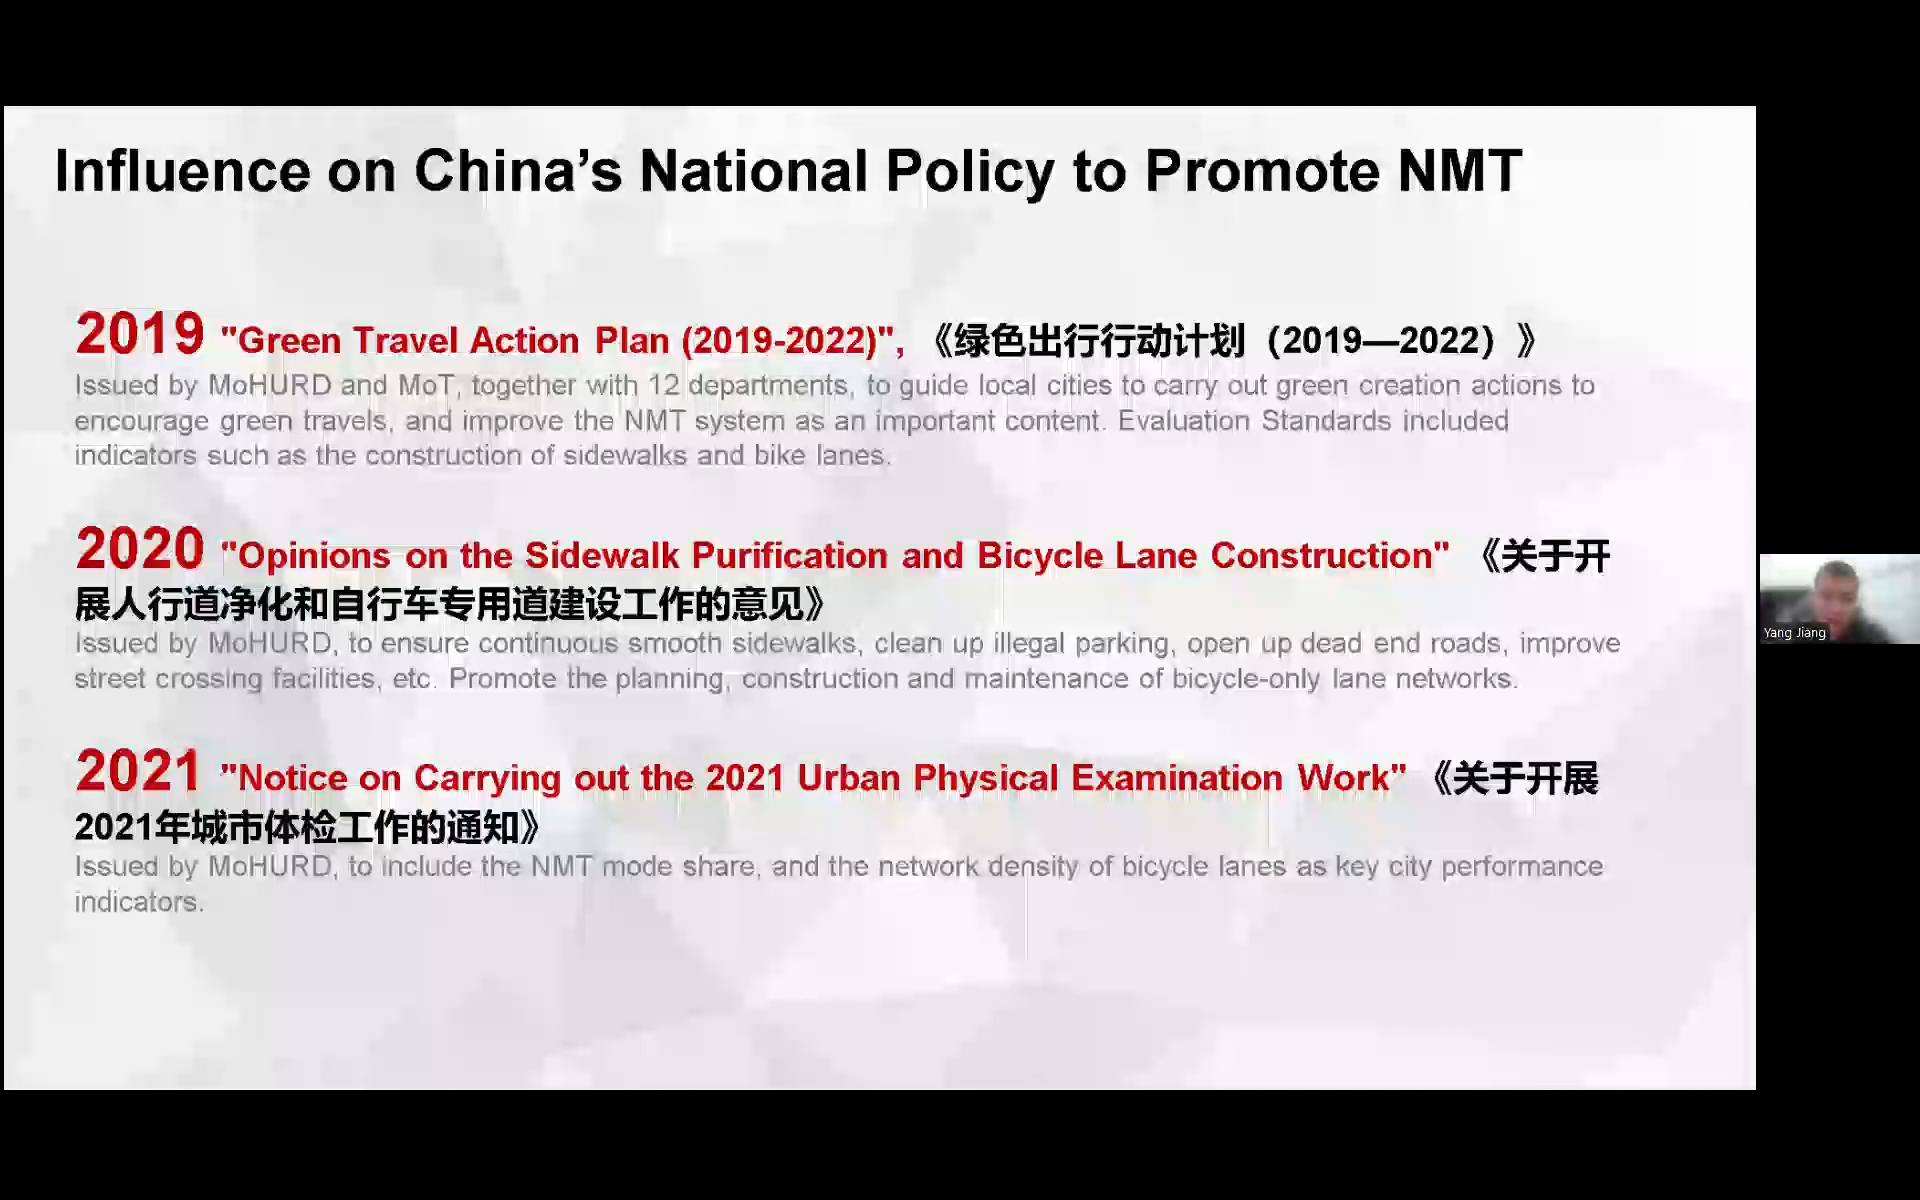 Influence on China’s National Policy to Promote NMT
2019 "Green Travel Action Plan (2019-2022)", 《绿色出行行动计划（2019—2022）》
Issued by MoHURD and MoT, together with 12 departments, to guide local cities to carry out green creation actions to
encourage green travels, and improve the NMT system as an important content. Evaluation Standards included
indicators such as the construction of sidewalks and bike lanes.
2020 "Opinions on the Sidewalk Purification and Bicycle Lane Construction" 《关于开
展人行道净化和自行车专用道建设工作的意见》
Issued by MoHURD, to ensure continuous smooth sidewalks, clean up illegal parking, open up dead end roads, improve
street crossing facilities, etc. Promote the planning, construction and maintenance of bicycle-only lane networks.
2021 "Notice on Carrying out the 2021 Urban Physical Examination Work" 《关于开展
2021年城市体检工作的通知》
Issued by MoHURD, to include the NMT mode share, and the network density of bicycle lanes as key city performance
indicators.
Yang Jiang